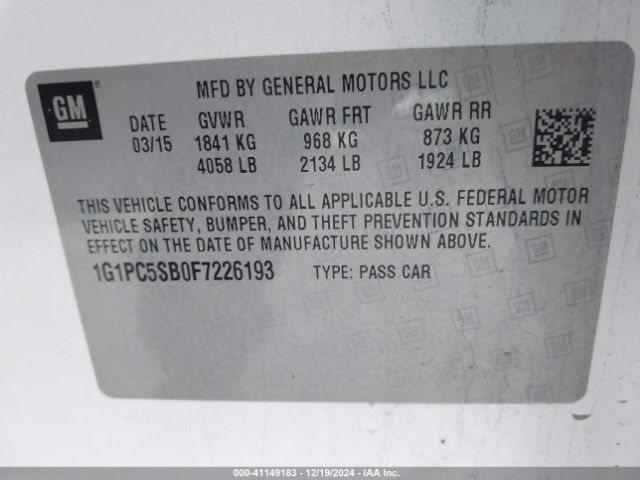 GM
MFD BY GENERAL MOTORS LLC
DATE GVWR GAWR FRT GAWR RR
03/15 1841 KG 968 KG 873 KG
4058 LB 2134 LB 1924 LB
THIS VEHICLE CONFORMS TO ALL APPLICABLE U.S. FEDERAL MOTOR
VEHICLE SAFETY, BUMPER, AND THEFT PREVENTION STANDARDS IN
EFFECT ON THE DATE OF MANUFACTURE SHOWN ABOVE.
1G1PC5SB0F7226193 TYPE: PASS CAR
000-41149183 - 12/19/2024 - IAA Inc.